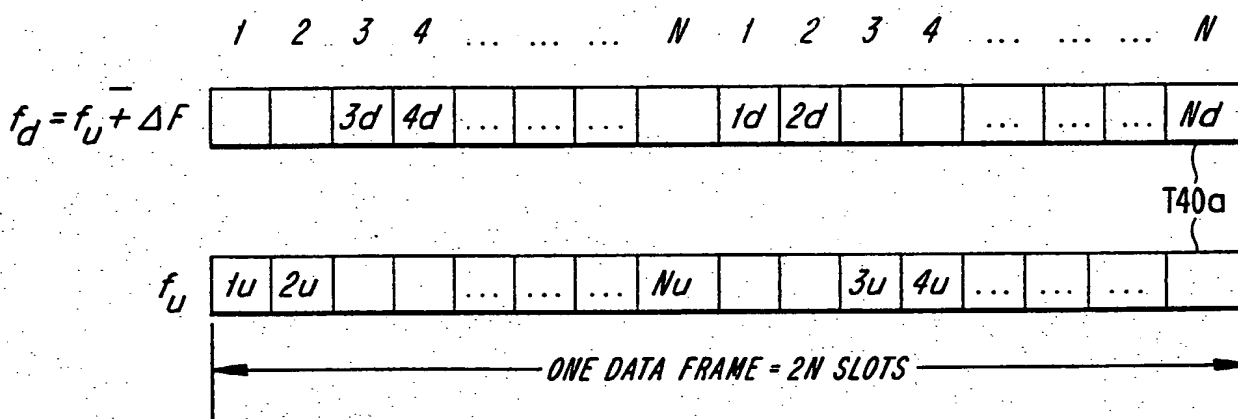 1 2 3 4 ... ... ... N 1 2 3 4 ... ... ... N
f_d = f_u ∓ ΔF 3d 4d ... ... ... 1d 2d ... ... ... Nd
T40a
f_u 1u 2u ... ... ... Nu 3u 4u ... ... ...
ONE DATA FRAME = 2N SLOTS